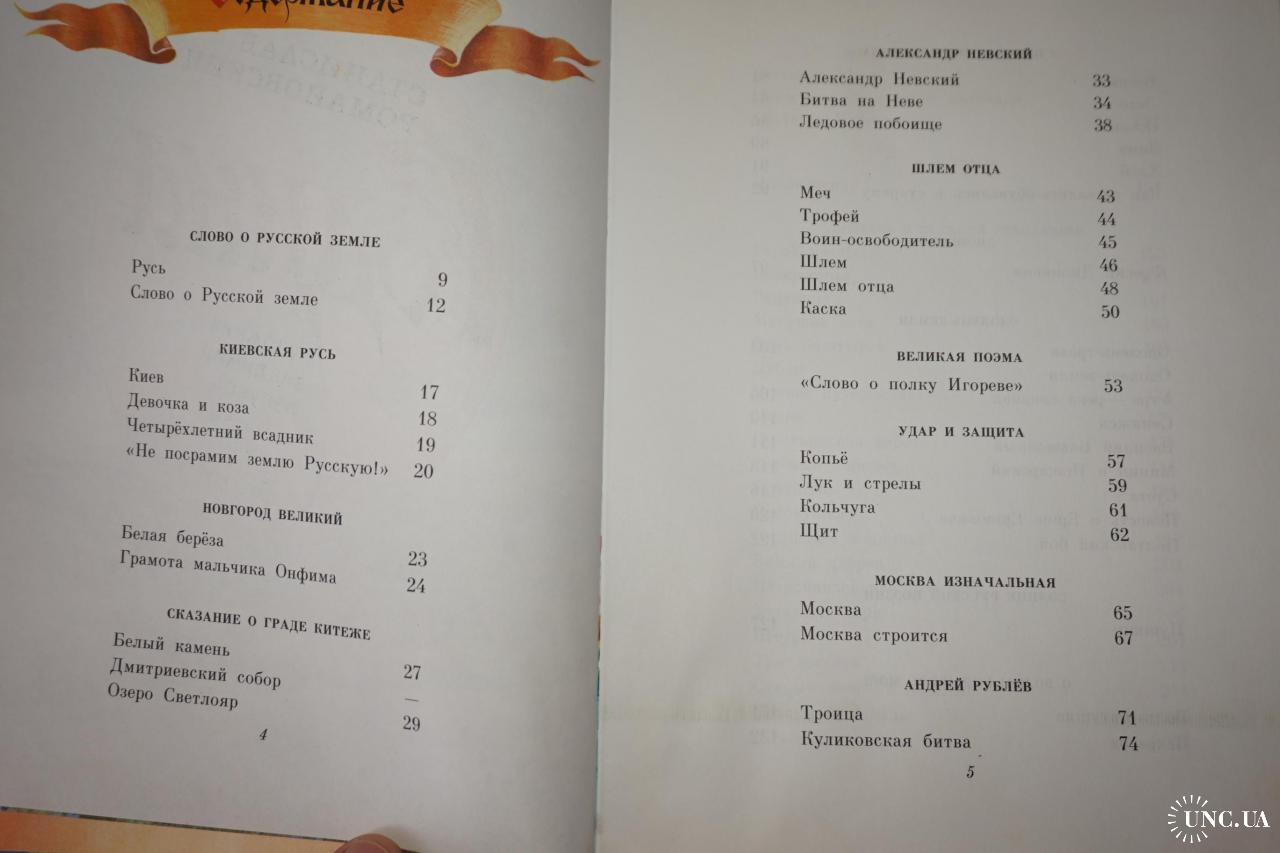 Содержание
СЛОВО О РУССКОЙ ЗЕМЛЕ
Русь 9
Слово о Русской земле 12
КИЕВСКАЯ РУСЬ
Киев 17
Девочка и коза 18
Четырёхлетний всадник 19
«Не посрамим землю Русскую!» 20
НОВГОРОД ВЕЛИКИЙ
Белая берёза 23
Грамота мальчика Онфима 24
СКАЗАНИЕ О ГРАДЕ КИТЕЖЕ
Белый камень 27
Дмитриевский собор —
Озеро Светлояр 29
4
АЛЕКСАНДР НЕВСКИЙ
Александр Невский 33
Битва на Неве 34
Ледовое побоище 38
ШЛЕМ ОТЦА
Меч 43
Трофей 44
Воин-освободитель 45
Шлем 46
Шлем отца 48
Каска 50
ВЕЛИКАЯ ПОЭМА
«Слово о полку Игореве» 53
УДАР И ЗАЩИТА
Копьё 57
Лук и стрелы 59
Кольчуга 61
Щит 62
МОСКВА ИЗНАЧАЛЬНАЯ
Москва 65
Москва строится 67
АНДРЕЙ РУБЛЁВ
Троица 71
Куликовская битва 74
5
UNC.UA